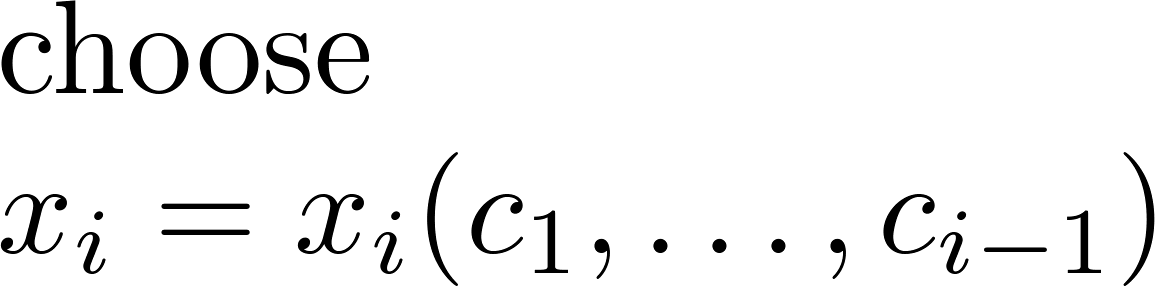 choose
x_i = x_i(c_1, . . . , c_{i−1})